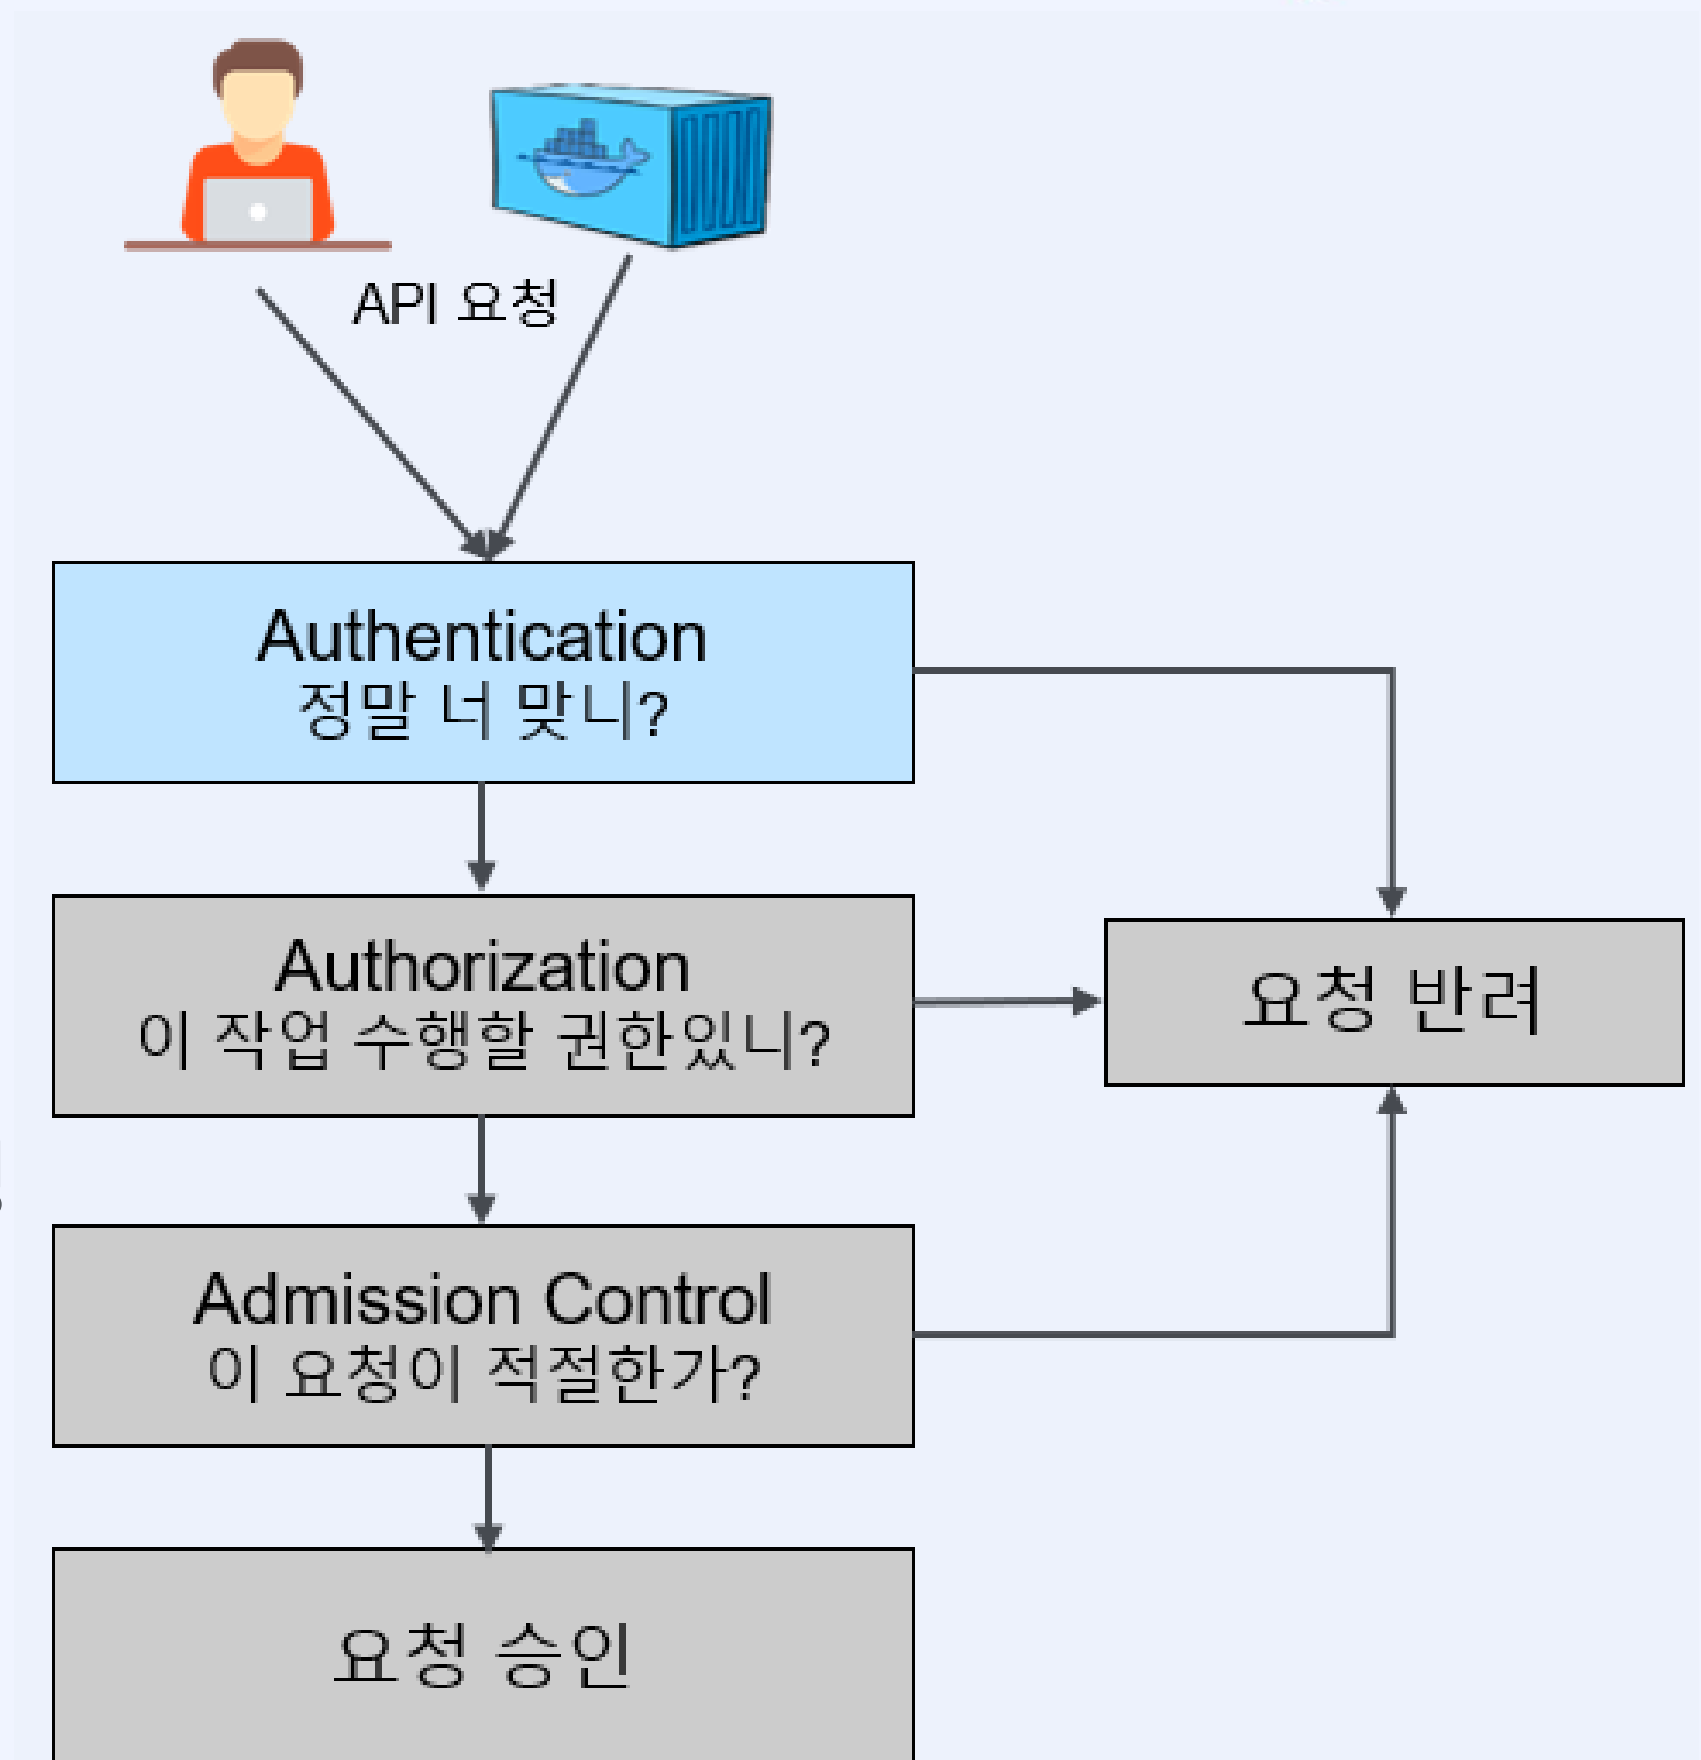 API 요청
Authentication
정말 너 맞니?
Authorization
이 작업 수행할 권한있니?
요청 반려
Admission Control
이 요청이 적절한가?
요청 승인